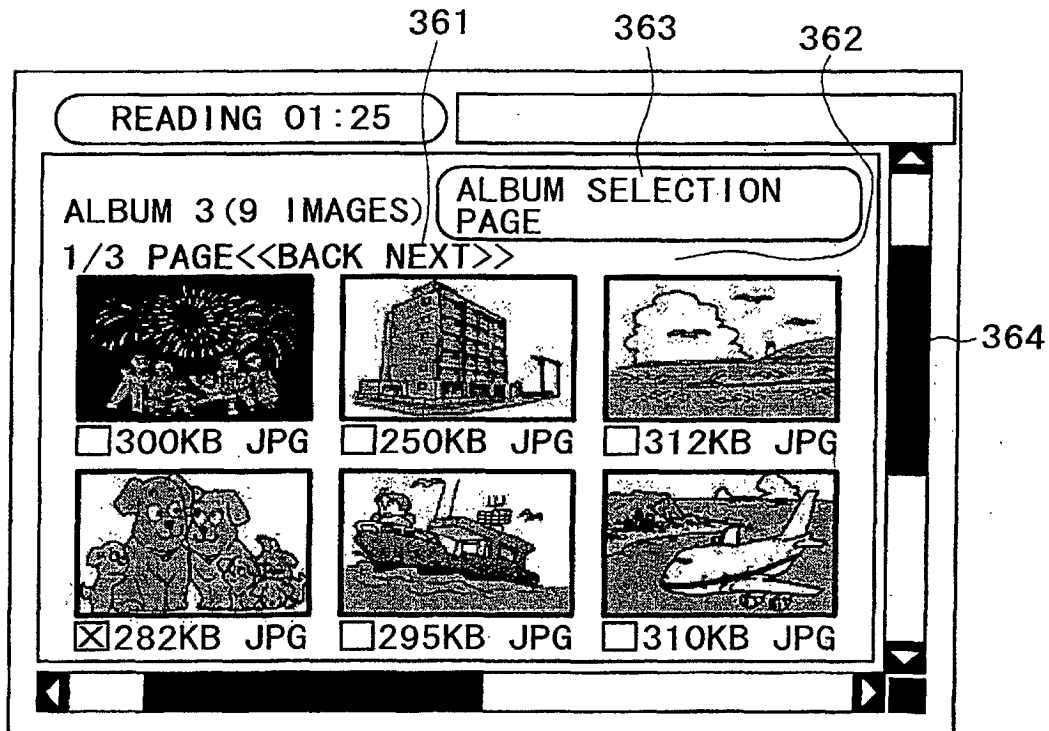 361
363
362
READING 01:25
ALBUM SELECTION
PAGE
ALBUM 3(9 IMAGES)
1/3 PAGE<<BACK NEXT>>
364
300KB JPG
250KB JPG
312KB JPG
282KB JPG
295KB JPG
310KB JPG